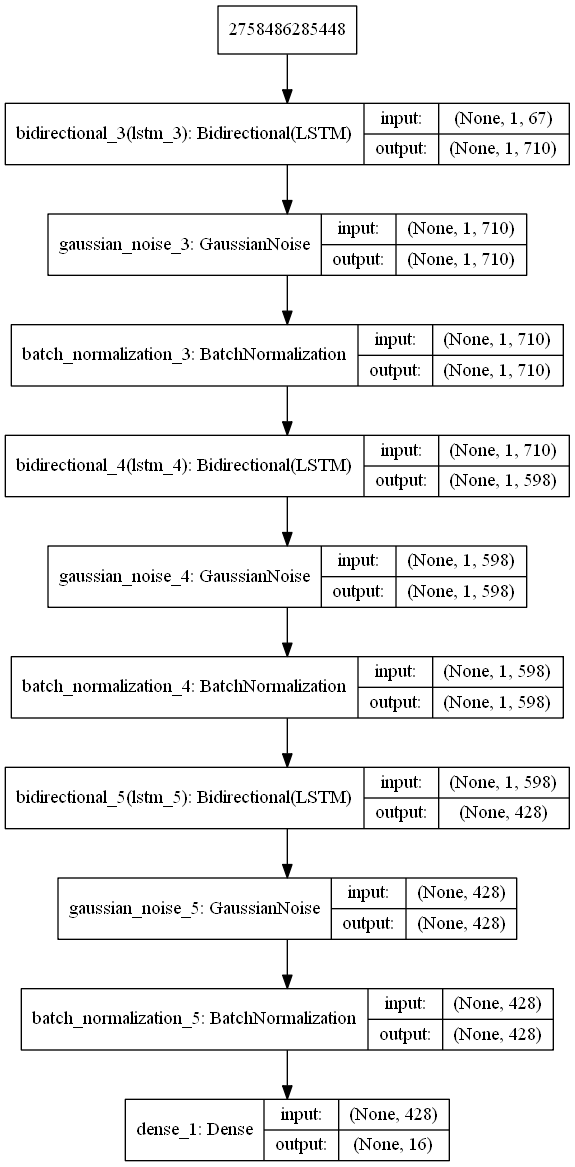 2758486285448
bidirectional_3(lstm_3): Bidirectional(LSTM)
input: (None, 1, 67)
output: (None, 1, 710)
gaussian_noise_3: GaussianNoise
input: (None, 1, 710)
output: (None, 1, 710)
batch_normalization_3: BatchNormalization
input: (None, 1, 710)
output: (None, 1, 710)
bidirectional_4(lstm_4): Bidirectional(LSTM)
input: (None, 1, 710)
output: (None, 1, 598)
gaussian_noise_4: GaussianNoise
input: (None, 1, 598)
output: (None, 1, 598)
batch_normalization_4: BatchNormalization
input: (None, 1, 598)
output: (None, 1, 598)
bidirectional_5(lstm_5): Bidirectional(LSTM)
input: (None, 1, 598)
output: (None, 428)
gaussian_noise_5: GaussianNoise
input: (None, 428)
output: (None, 428)
batch_normalization_5: BatchNormalization
input: (None, 428)
output: (None, 428)
dense_1: Dense
input: (None, 428)
output: (None, 16)